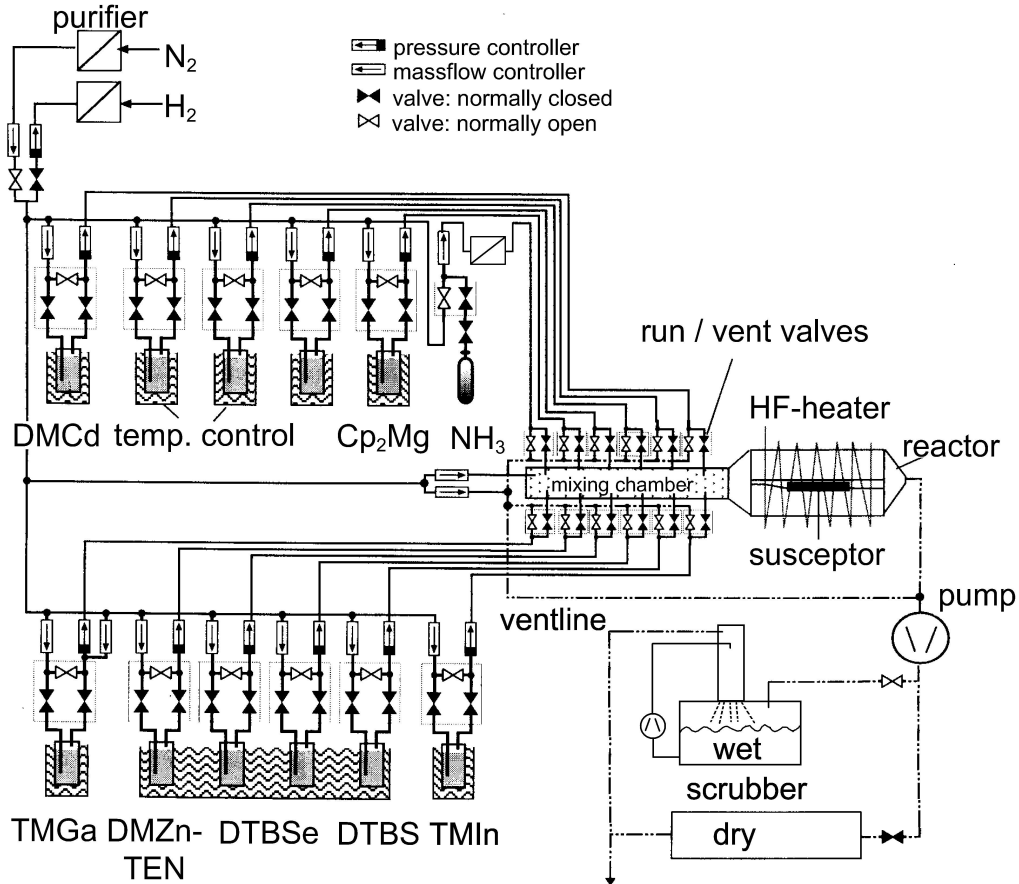 purifier
N2
H2
pressure controller
massflow controller
valve: normally closed
valve: normally open
run / vent valves
DMCd temp. control Cp2Mg NH3
HF-heater
reactor
mixing chamber
susceptor
ventline
pump
wet
scrubber
dry
TMGa DMZn- DTBSe DTBS TMIn
TEN